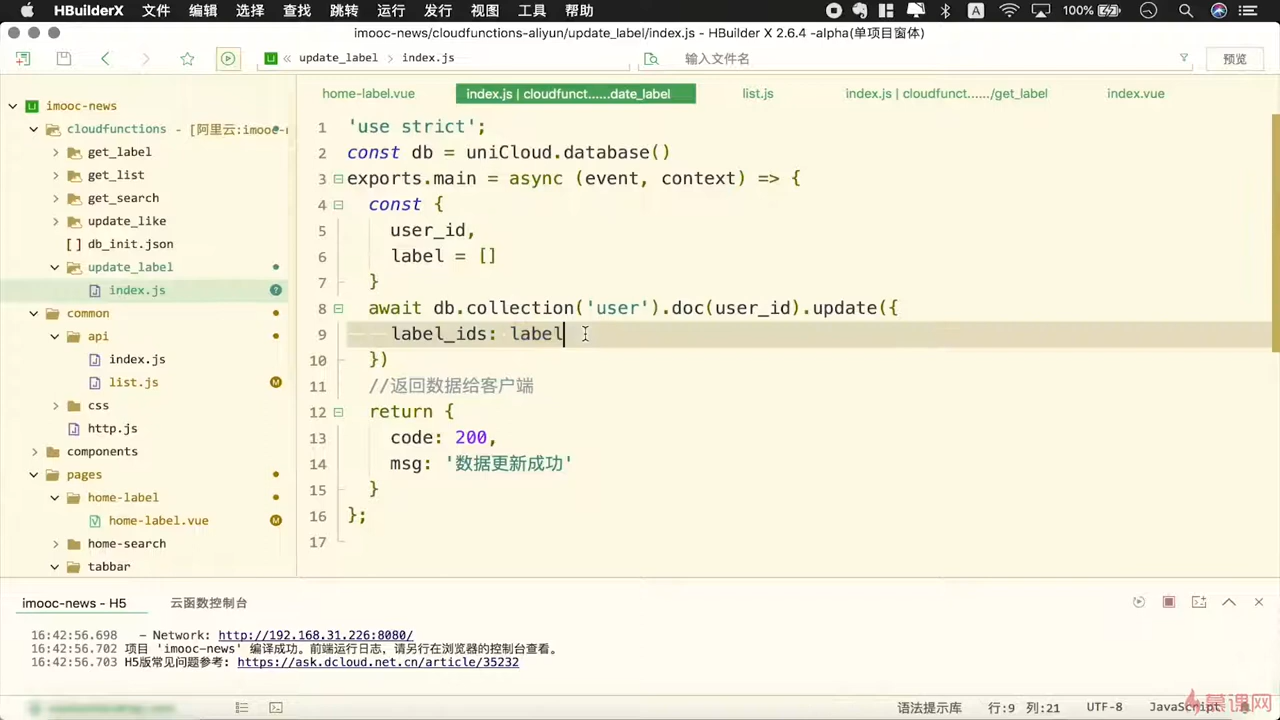 HBuilderX 文件 编辑 选择 查找 跳转 运行 发行 视图 工具 帮助 100%
imooc-news/cloudfunctions-aliyun/update_label/index.js - HBuilder X 2.6.4 -alpha(单项目窗体)
update_label index.js 输入文件名 预览
home-label.vue index.js | cloudfunct......date_label list.js index.js | cloudfunct....../get_label index.vue
imooc-news
cloudfunctions - [阿里云:imooc-n
get_label
get_list
get_search
update_like
[ ] db_init.json
update_label
index.js
common
api
index.js
list.js M
css
http.js
components
pages
home-label
home-label.vue M
home-search
tabbar
1 'use strict';
2 const db = uniCloud.database()
3 exports.main = async (event, context) => {
4 const {
5 user_id,
6 label = []
7 }
8 await db.collection('user').doc(user_id).update({
9 label_ids: label
10 })
11 //返回数据给客户端
12 return {
13 code: 200,
14 msg: '数据更新成功'
15 }
16 };
17
imooc-news - H5 云函数控制台
16:42:56.698 - Network: http://192.168.31.226:8080/
16:42:56.702 项目 'imooc-news' 编译成功。前端运行日志，请另行在浏览器的控制台查看。
16:42:56.703 H5版常见问题参考: https://ask.dcloud.net.cn/article/35232
语法提示库 行:9 列:21 UTF-8 JavaScript
慕课网